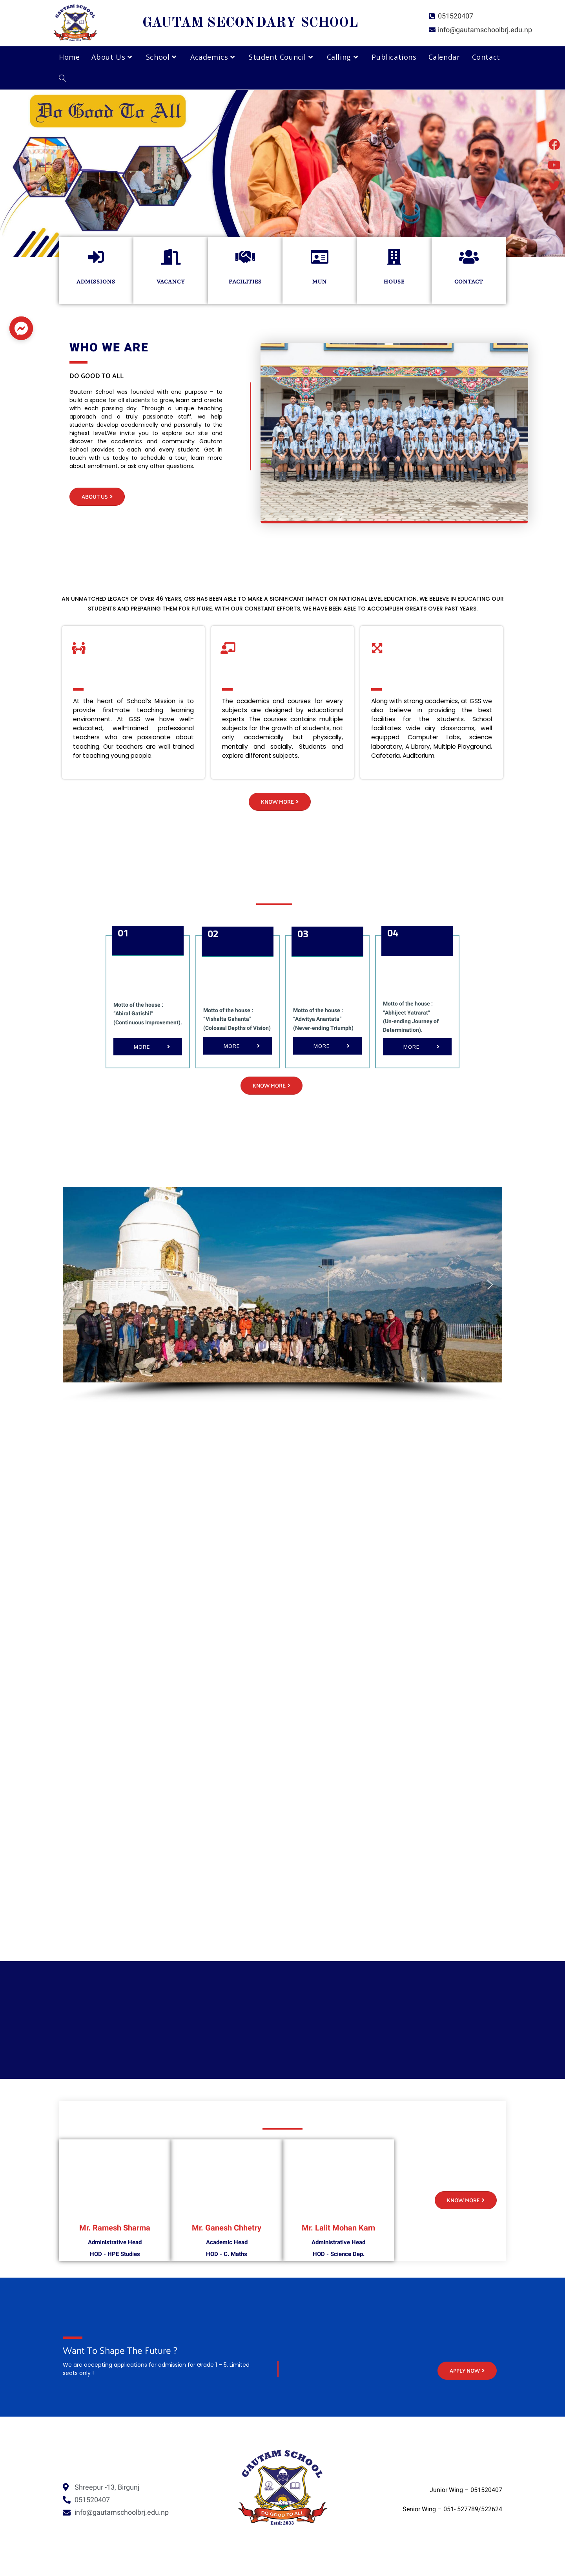 GAUTAM SCHOOL
GAUTAM SECONDARY SCHOOL
051520407
info@gautamschoolbrj.edu.np
Home About Us School Academics Student Council Calling Publications Calendar Contact
Do Good To All
ADMISSIONS
VACANCY
FACILITIES
MUN
HOUSE
CONTACT
WHO WE ARE
DO GOOD TO ALL
Gautam School was founded with one purpose – to
build a space for all students to grow, learn and create
with each passing day. Through a unique teaching
approach and a truly passionate staff, we help
students develop academically and personally to the
highest level.We invite you to explore our site and
discover the academics and community Gautam
School provides to each and every student. Get in
touch with us today to schedule a tour, learn more
about enrollment, or ask any other questions.
ABOUT US
AN UNMATCHED LEGACY OF OVER 46 YEARS, GSS HAS BEEN ABLE TO MAKE A SIGNIFICANT IMPACT ON NATIONAL LEVEL EDUCATION. WE BELIEVE IN EDUCATING OUR
STUDENTS AND PREPARING THEM FOR FUTURE. WITH OUR CONSTANT EFFORTS, WE HAVE BEEN ABLE TO ACCOMPLISH GREATS OVER PAST YEARS.
At the heart of School's Mission is to
provide first-rate teaching learning
environment. At GSS we have well-
educated, well-trained professional
teachers who are passionate about
teaching. Our teachers are well trained
for teaching young people.
The academics and courses for every
subjects are designed by educational
experts. The courses contains multiple
subjects for the growth of students, not
only academically but physically,
mentally and socially. Students and
explore different subjects.
Along with strong academics, at GSS we
also believe in providing the best
facilities for the students. School
facilitates wide airy classrooms, well
equipped Computer Labs, science
laboratory, A Library, Multiple Playground,
Cafeteria, Auditorium.
KNOW MORE
01
Motto of the house :
"Abiral Gatishil"
(Continuous Improvement).
MORE
02
Motto of the house :
"Vishalta Gahanta"
(Colossal Depths of Vision)
MORE
03
Motto of the house :
"Adwitya Anantata"
(Never-ending Triumph)
MORE
04
Motto of the house :
"Abhijeet Yatrarat"
(Un-ending Journey of
Determination).
MORE
KNOW MORE
Mr. Ramesh Sharma
Administrative Head
HOD - HPE Studies
Mr. Ganesh Chhetry
Academic Head
HOD - C. Maths
Mr. Lalit Mohan Karn
Administrative Head
HOD - Science Dep.
KNOW MORE
Want To Shape The Future ?
We are accepting applications for admission for Grade 1 – 5. Limited
seats only !
APPLY NOW
Shreepur -13, Birgunj
051520407
info@gautamschoolbrj.edu.np
GAUTAM SCHOOL
DO GOOD TO ALL
Estd: 2033
Junior Wing – 051520407
Senior Wing – 051- 527789/522624